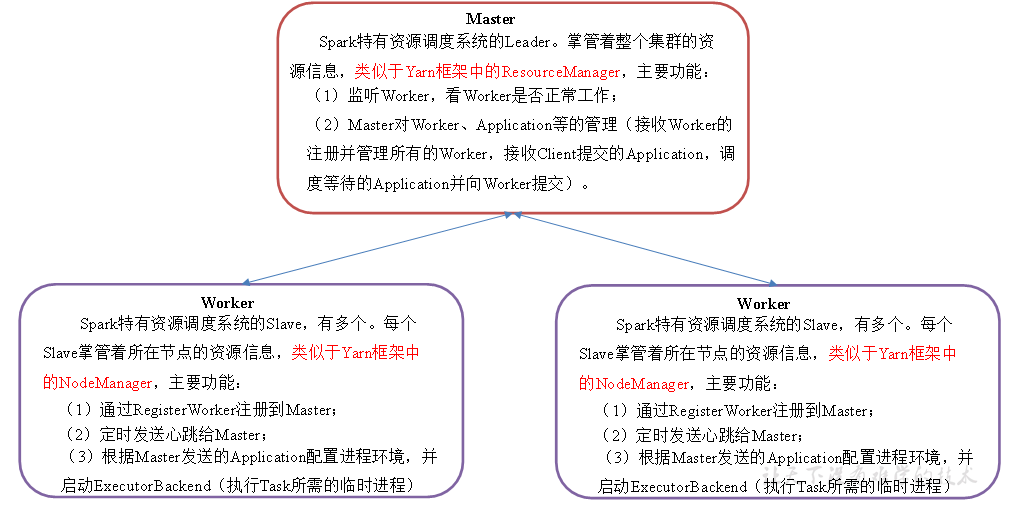 Master
Spark特有资源调度系统的Leader。掌管着整个集群的资
源信息，类似于Yarn框架中的ResourceManager，主要功能：
（1）监听Worker，看Worker是否正常工作；
（2）Master对Worker、Application等的管理（接收Worker的
注册并管理所有的Worker，接收Client提交的Application，调
度等待的Application并向Worker提交）。
Worker
Spark特有资源调度系统的Slave，有多个。每个
Slave掌管着所在节点的资源信息，类似于Yarn框架中
的NodeManager，主要功能：
（1）通过RegisterWorker注册到Master；
（2）定时发送心跳给Master；
（3）根据Master发送的Application配置进程环境，并
启动ExecutorBackend（执行Task所需的临时进程）
Worker
Spark特有资源调度系统的Slave，有多个。每个
Slave掌管着所在节点的资源信息，类似于Yarn框架中
的NodeManager，主要功能：
（1）通过RegisterWorker注册到Master；
（2）定时发送心跳给Master；
（3）根据Master发送的Application配置进程环境，并
启动ExecutorBackend（执行Task所需的临时进程）